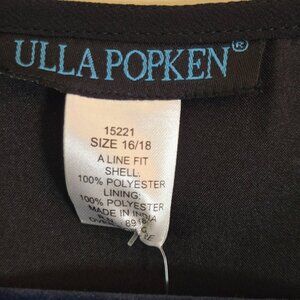 ULLA POPKEN®
15221
SIZE 16/18
A LINE FIT
SHELL:
100% POLYESTER
LINING:
100% POLYESTER
MADE IN INDIA